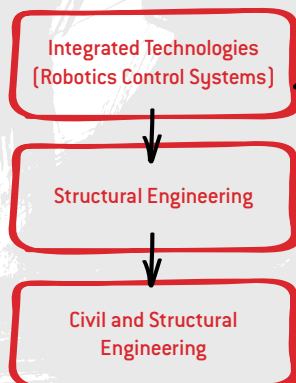 Integrated Technologies
(Robotics Control Systems)
Structural Engineering
Civil and Structural
Engineering